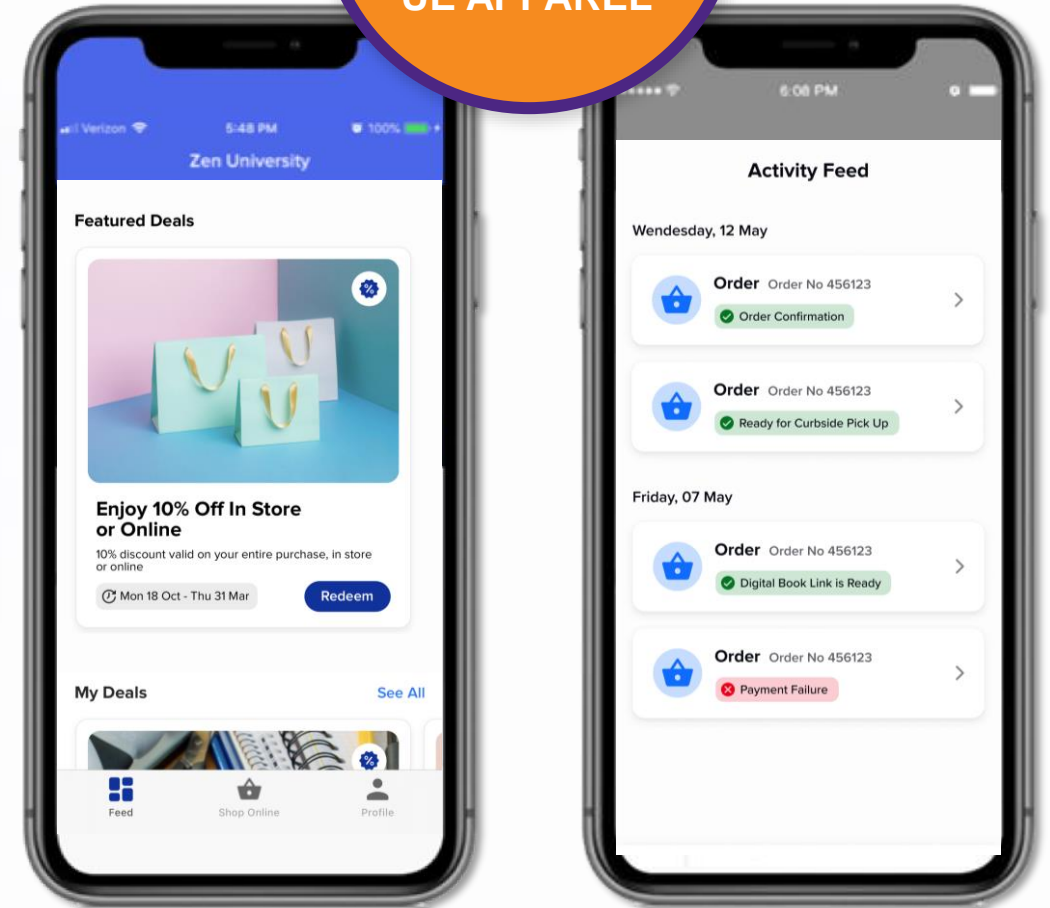 Verizon
5:48 PM
100%
Zen University
Featured Deals
Enjoy 10% Off In Store
or Online
10% discount valid on your entire purchase, in store
or online
Mon 18 Oct - Thu 31 Mar
Redeem
My Deals
See All
Feed
Shop Online
Profile
6:08 PM
Activity Feed
Wendesday, 12 May
Order Order No 456123
Order Confirmation
Order Order No 456123
Ready for Curbside Pick Up
Friday, 07 May
Order Order No 456123
Digital Book Link is Ready
Order Order No 456123
Payment Failure